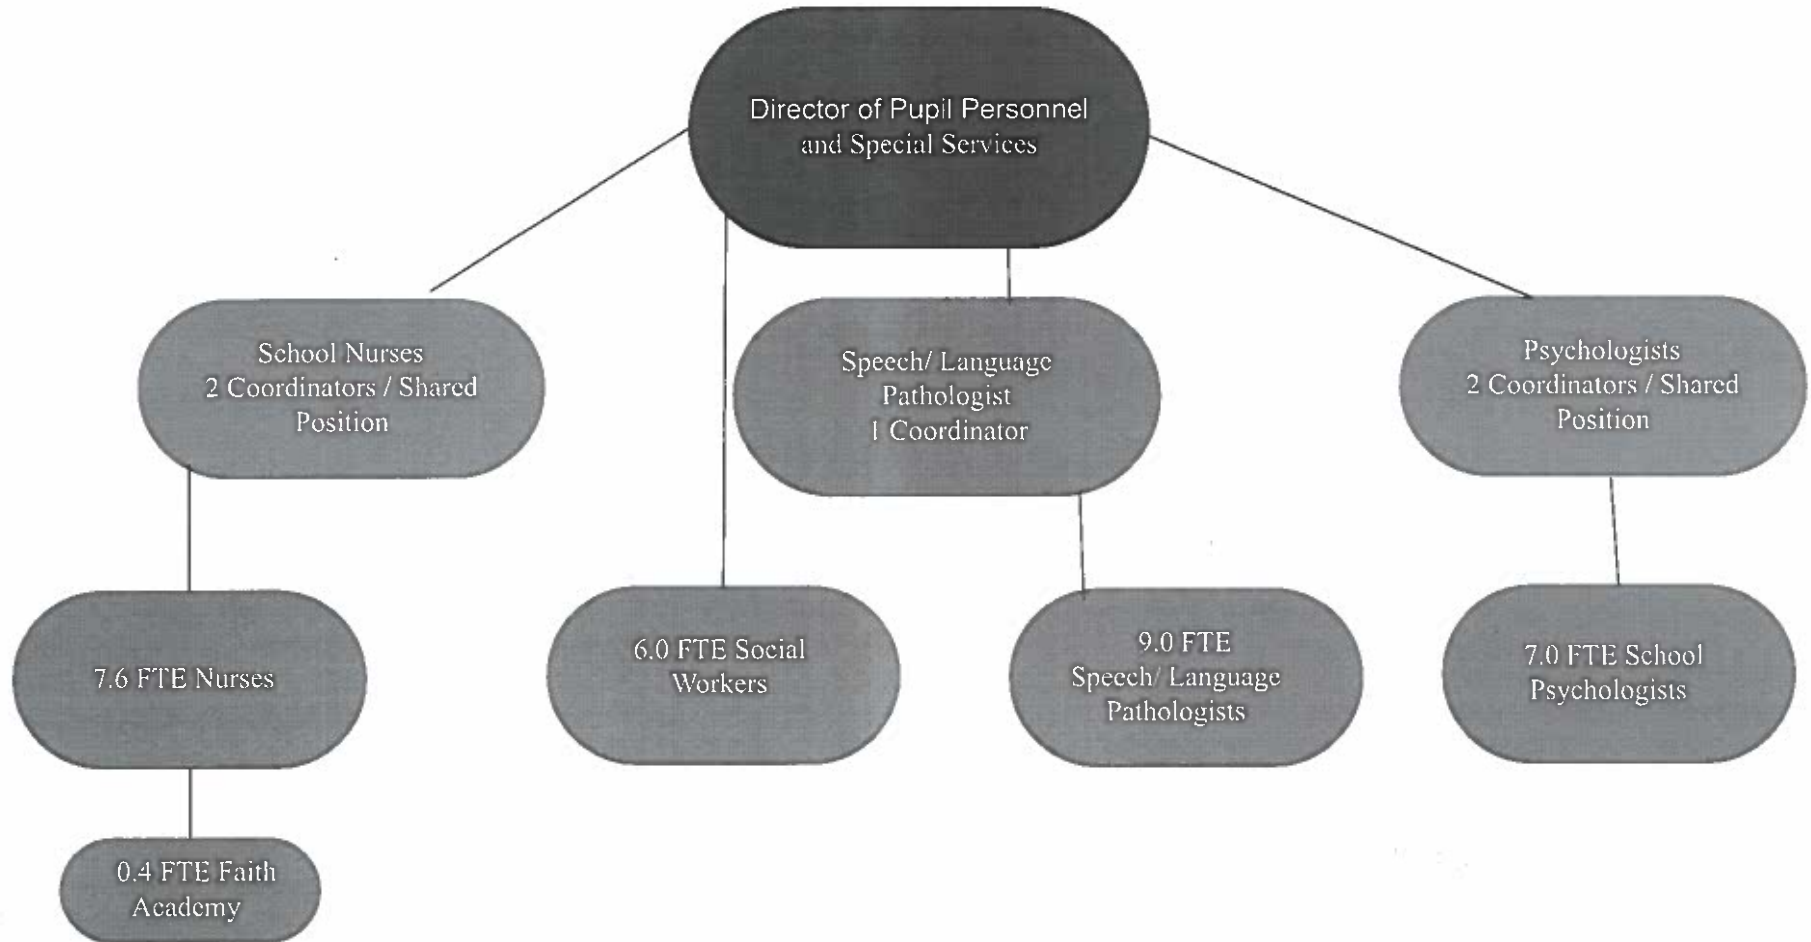 Director of Pupil Personnel
and Special Services
School Nurses
2 Coordinators / Shared
Position
Speech/ Language
Pathologist
1 Coordinator
Psychologists
2 Coordinators / Shared
Position
7.6 FTE Nurses
6.0 FTE Social
Workers
9.0 FTE
Speech/ Language
Pathologists
7.0 FTE School
Psychologists
0.4 FTE Faith
Academy